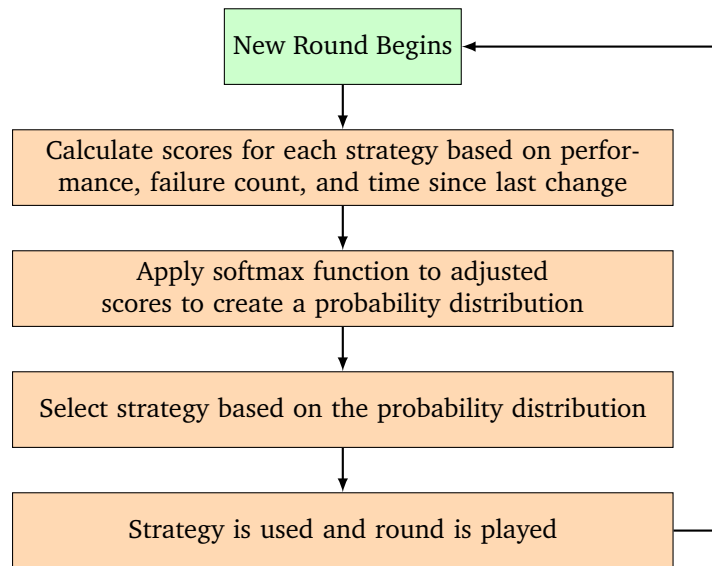 New Round Begins
Calculate scores for each strategy based on perfor-
mance, failure count, and time since last change
Apply softmax function to adjusted
scores to create a probability distribution
Select strategy based on the probability distribution
Strategy is used and round is played